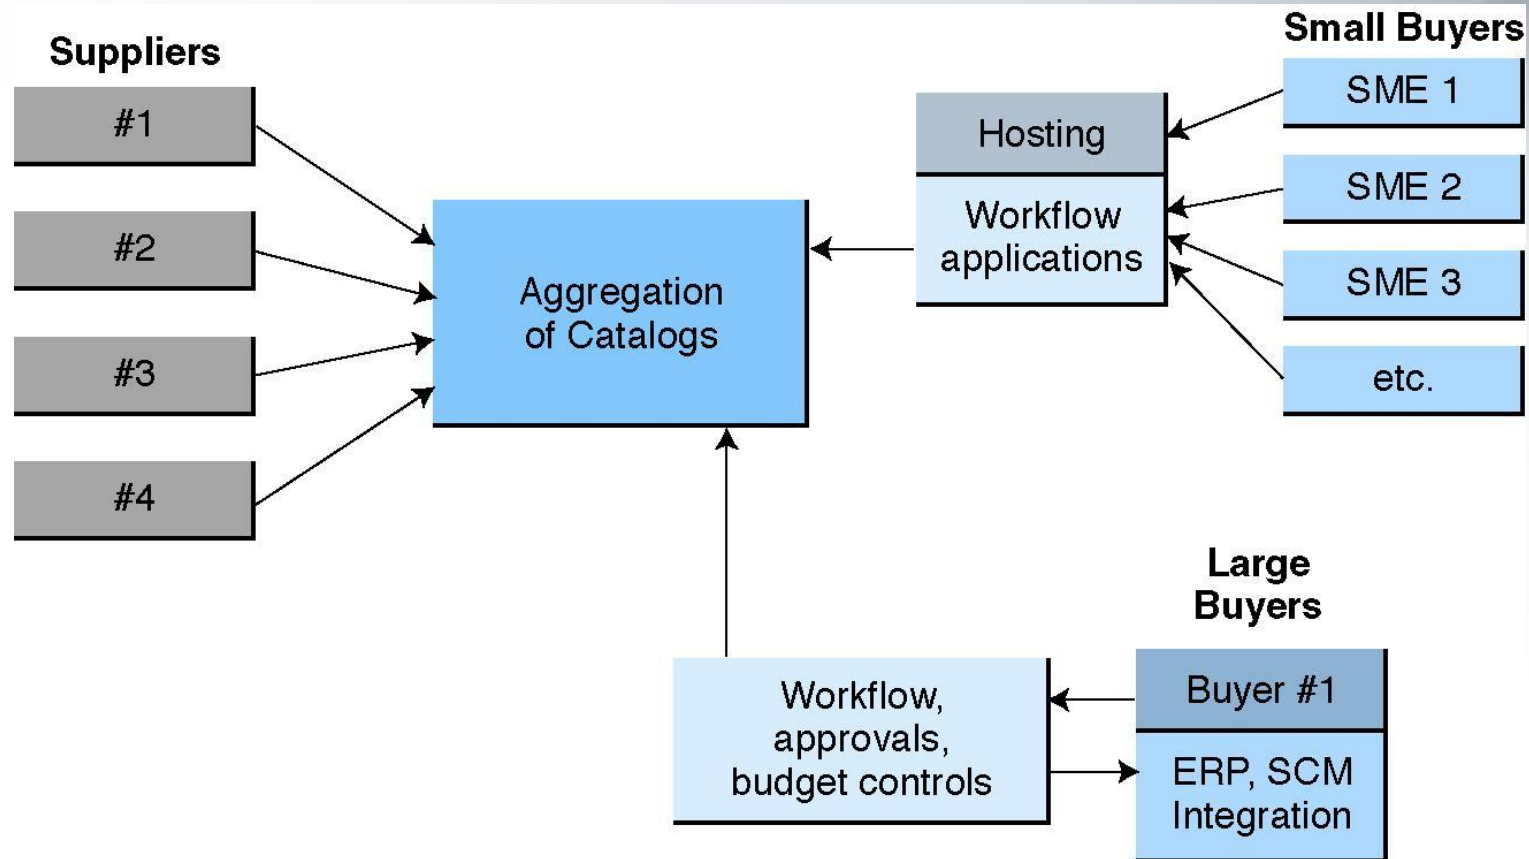 Suppliers
#1
#2
#3
#4
Aggregation
of Catalogs
Hosting
Workflow
applications
Small Buyers
SME 1
SME 2
SME 3
etc.
Workflow,
approvals,
budget controls
Large
Buyers
Buyer #1
ERP, SCM
Integration